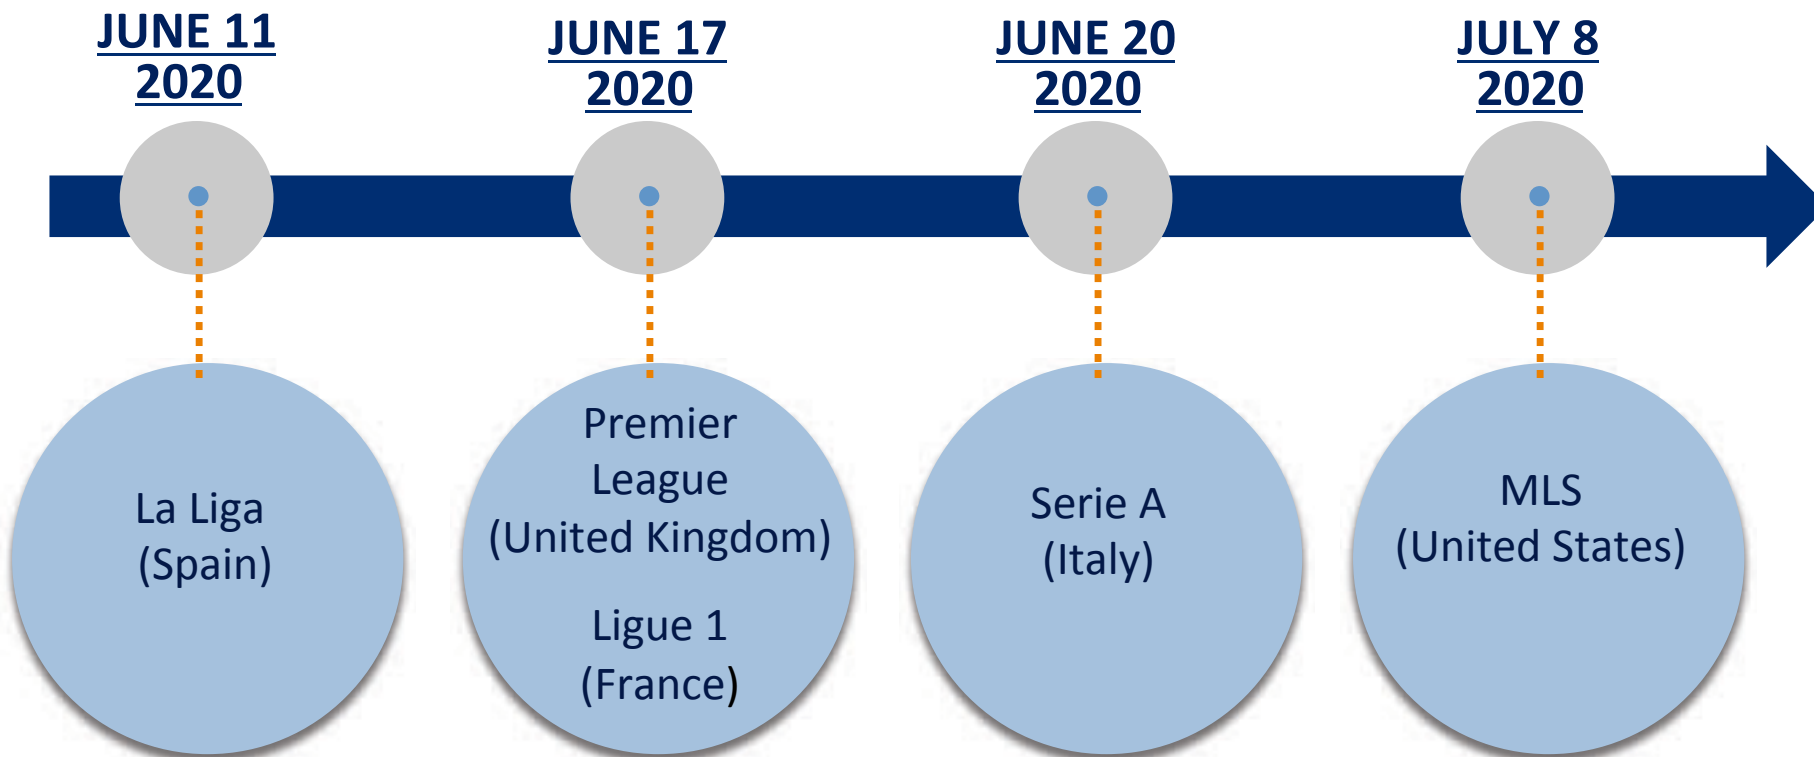 JUNE 11
2020
JUNE 17
2020
JUNE 20
2020
JULY 8
2020
La Liga
(Spain)
Premier
League
(United Kingdom)
Ligue 1
(France)
Serie A
(Italy)
MLS
(United States)